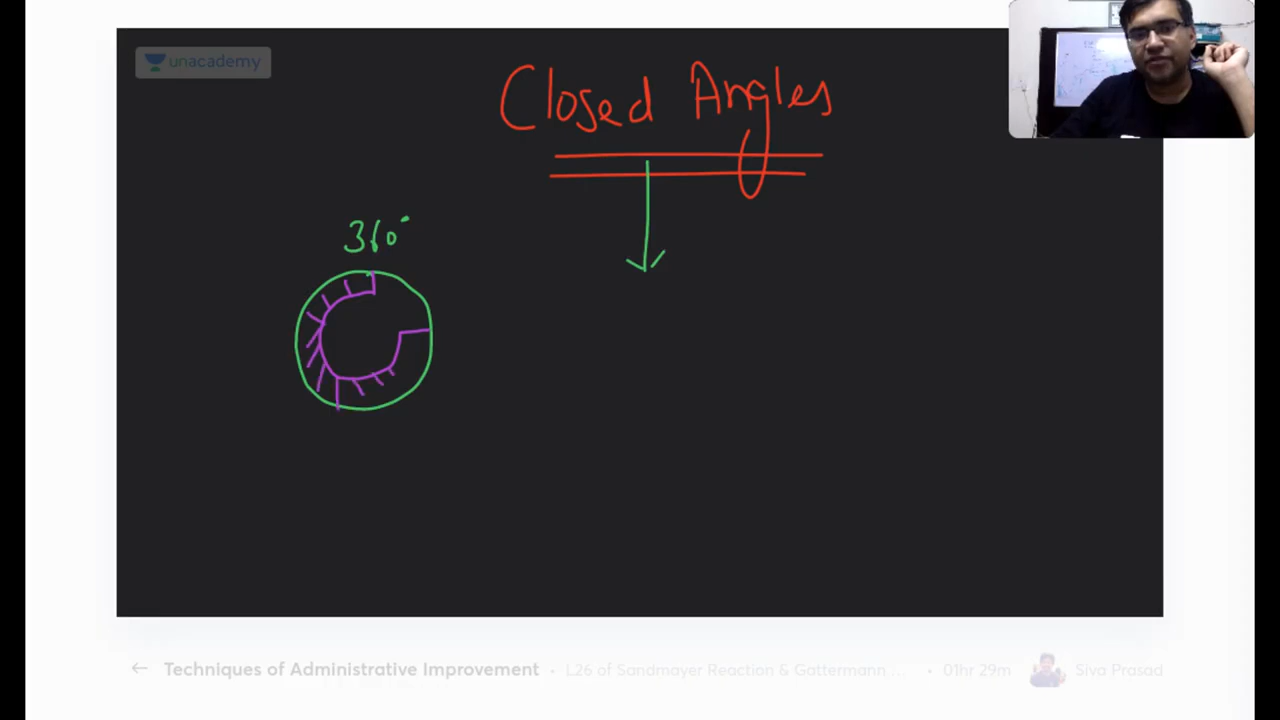 unacademy
Closed Angles
360°
← Techniques of Administrative Improvement • L26 of Sandmayer Reaction & Gattermann ... • 01hr 29m Siva Prasad